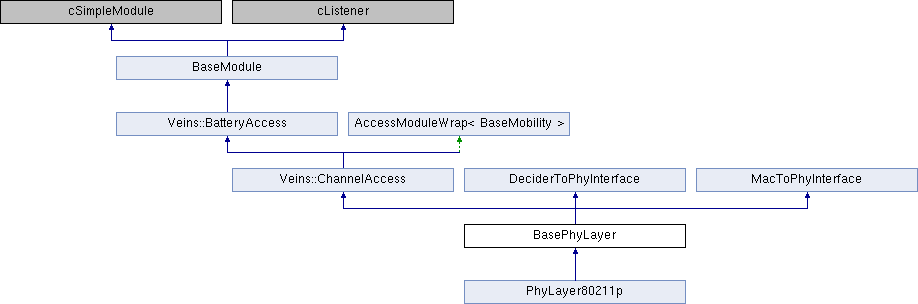 cSimpleModule cListener
BaseModule
Veins::BatteryAccess AccessModuleWrap< BaseMobility >
Veins::ChannelAccess DeciderToPhyInterface MacToPhyInterface
BasePhyLayer
PhyLayer80211p